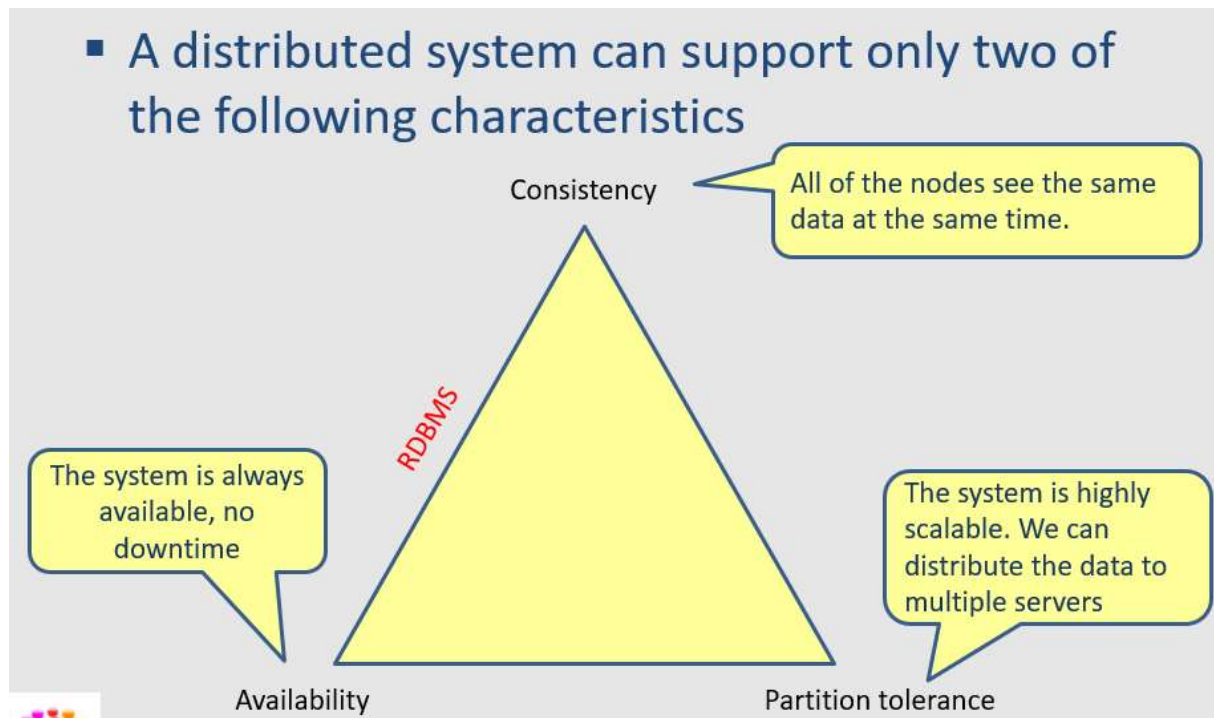 ▪ A distributed system can support only two of
the following characteristics
Consistency
All of the nodes see the same
data at the same time.
RDBMS
The system is always
available, no
downtime
The system is highly
scalable. We can
distribute the data to
multiple servers
Availability
Partition tolerance